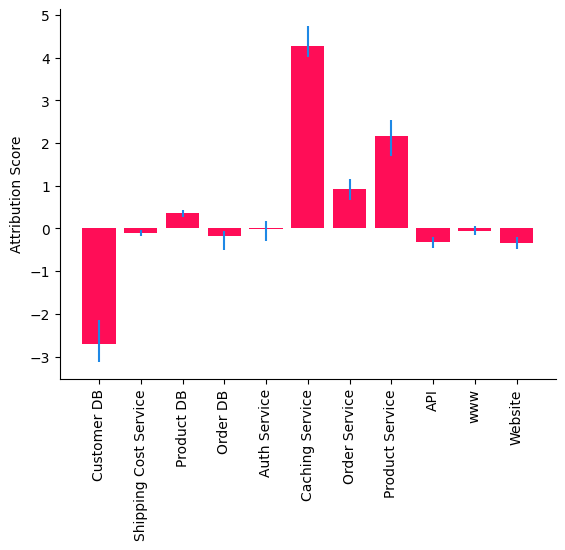 Attribution Score
5
4
3
2
1
0
−1
−2
−3
Customer DB
Shipping Cost Service
Product DB
Order DB
Auth Service
Caching Service
Order Service
Product Service
API
www
Website